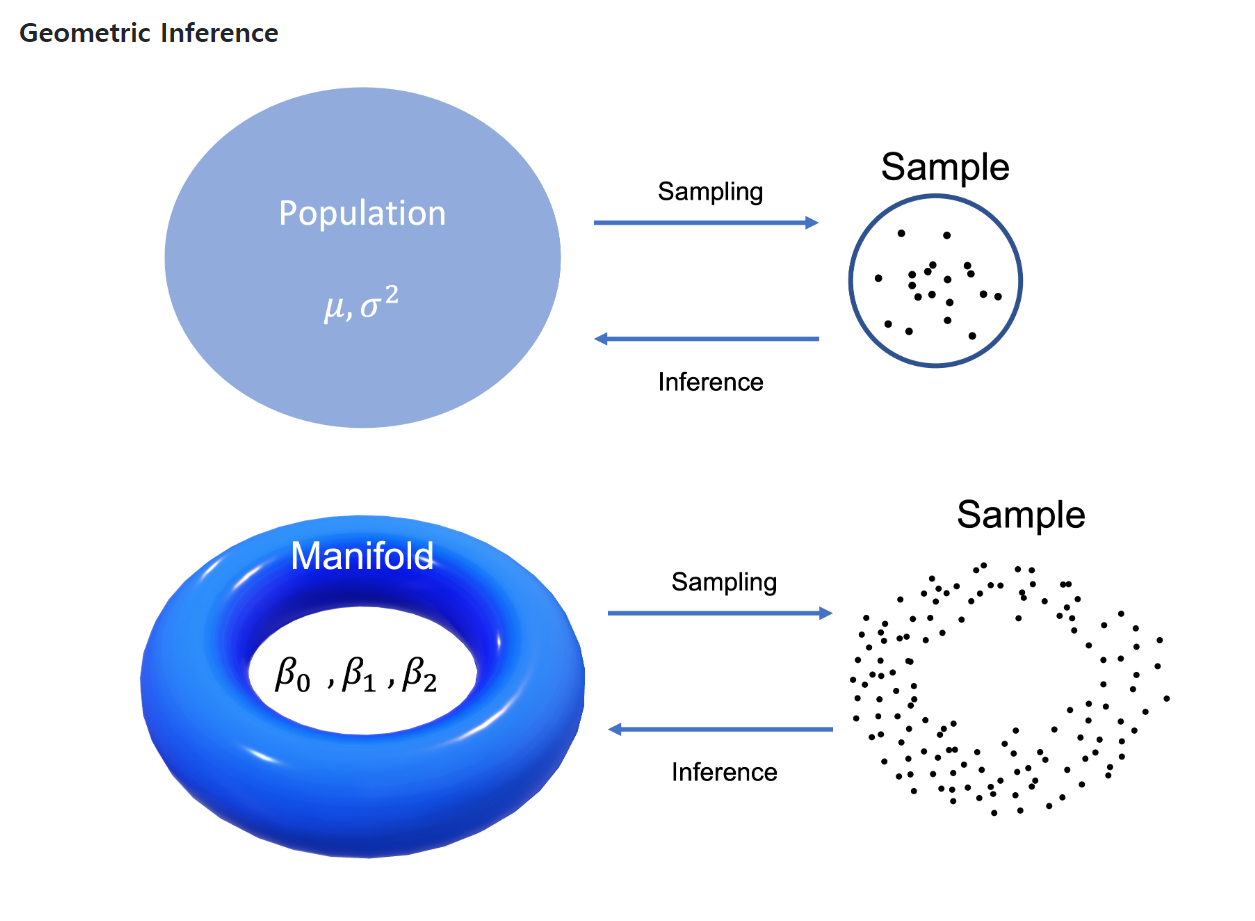 Geometric Inference
Population
μ, σ²
Sampling
Inference
Sample
Manifold
β₀ , β₁ , β₂
Sampling
Inference
Sample